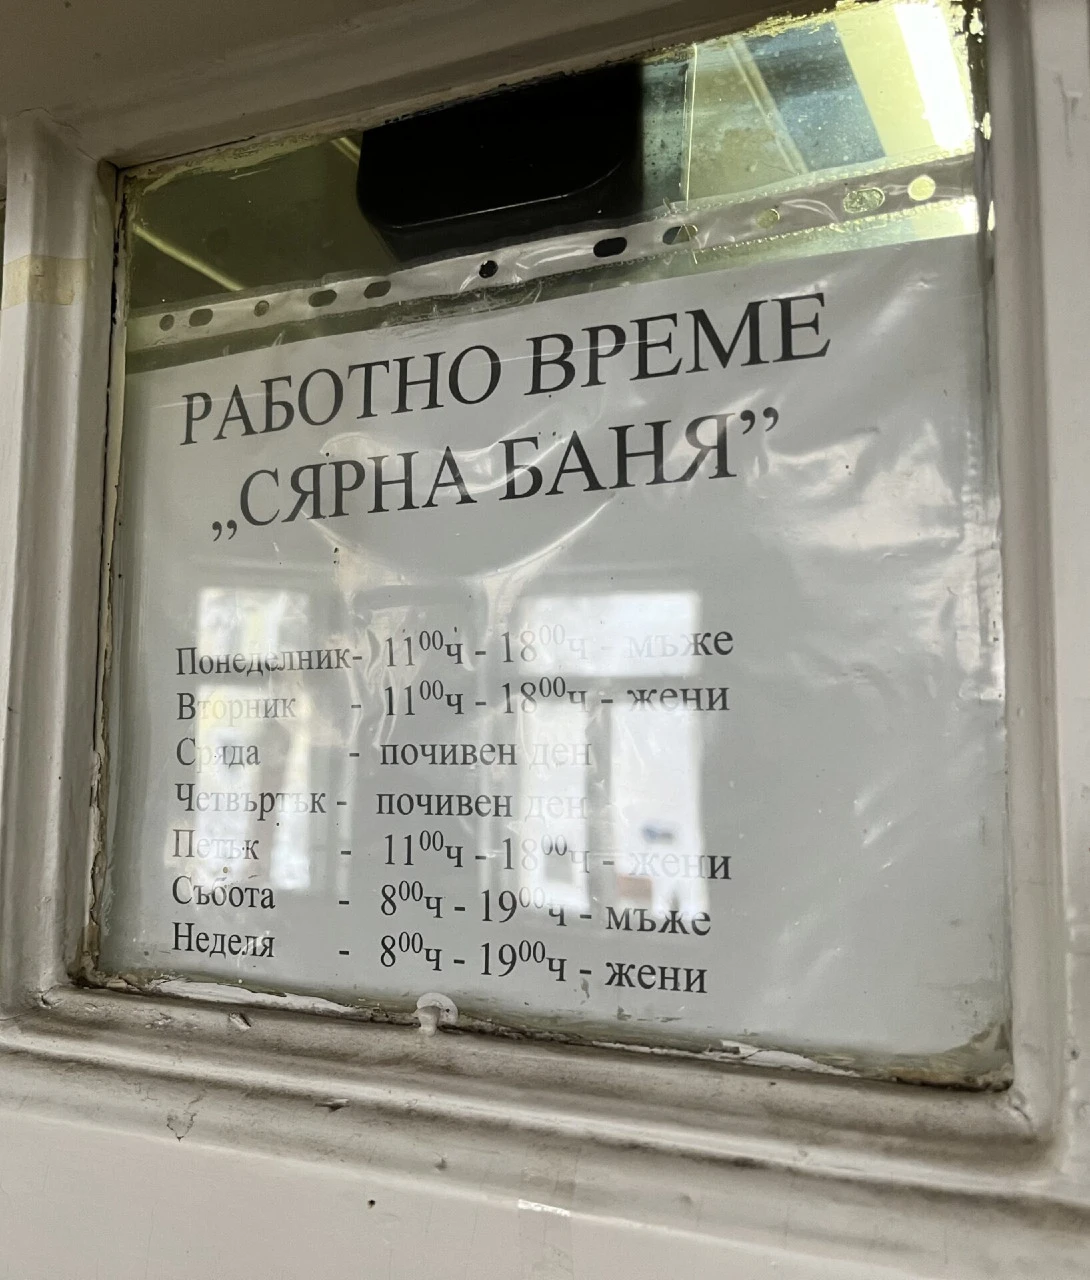 РАБОТНО ВРЕМЕ
„СЯРНА БАНЯ”
Понеделник- 11⁰⁰ч - 18⁰⁰ч - мъже
Вторник - 11⁰⁰ч - 18⁰⁰ч - жени
Сряда - почивен ден
Четвъртък - почивен ден
Петък - 11⁰⁰ч - 18⁰⁰ч - жени
Събота - 8⁰⁰ч - 19⁰⁰ч - мъже
Неделя - 8⁰⁰ч - 19⁰⁰ч - жени